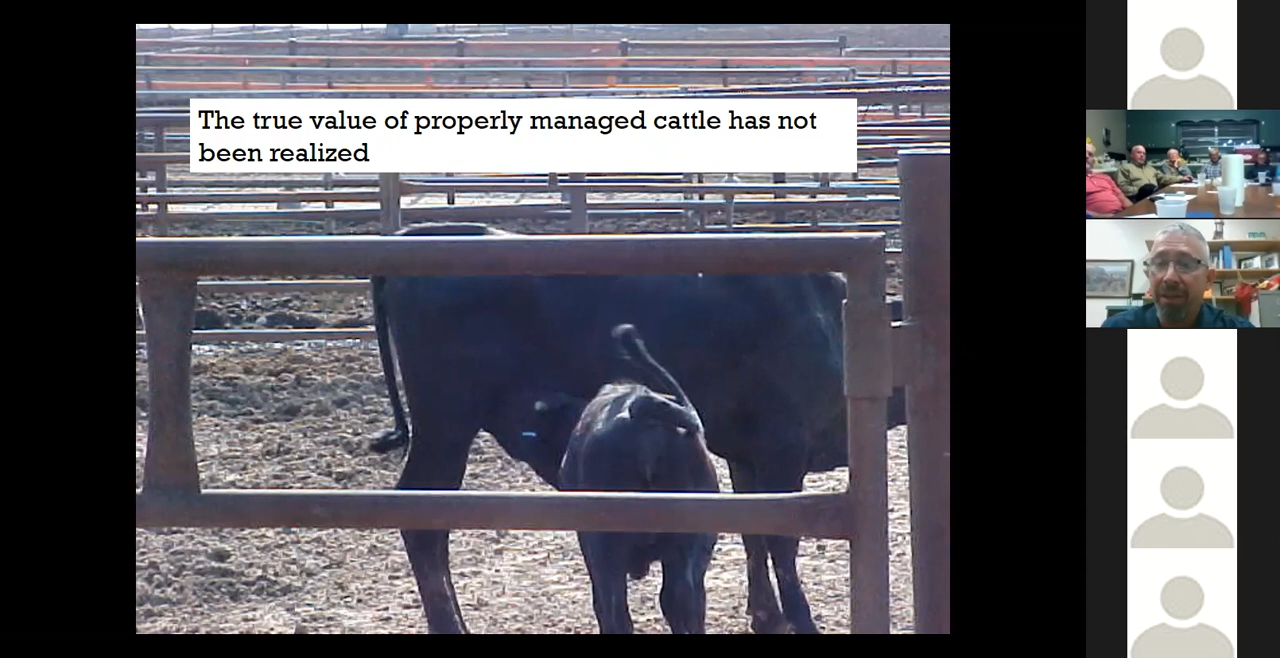 The true value of properly managed cattle has not
been realized